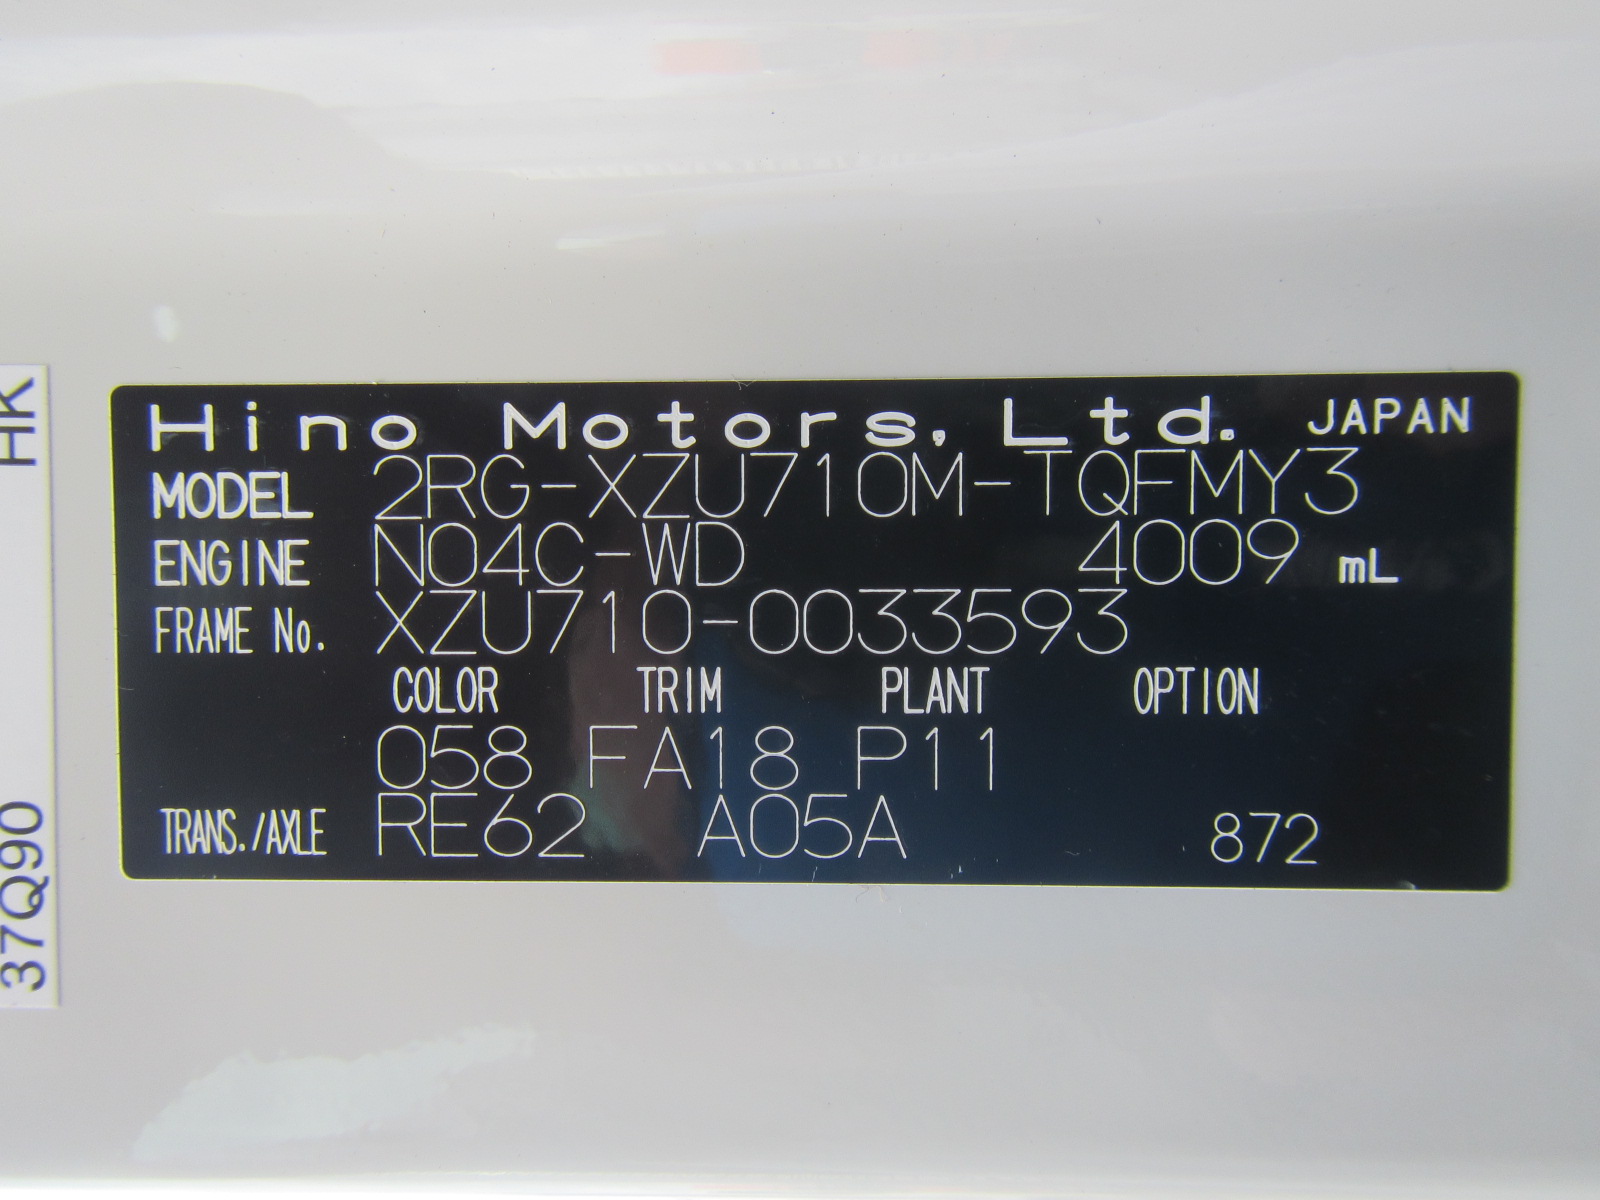 Hino Motors, Ltd. JAPAN
MODEL 2RG-XZU710M-TQFMY3
ENGINE N04C-WD 4009 mL
FRAME No. XZU710-0033593
COLOR TRIM PLANT OPTION
058 FA18 P11
TRANS./AXLE RE62 A05A 872
37Q90 HK